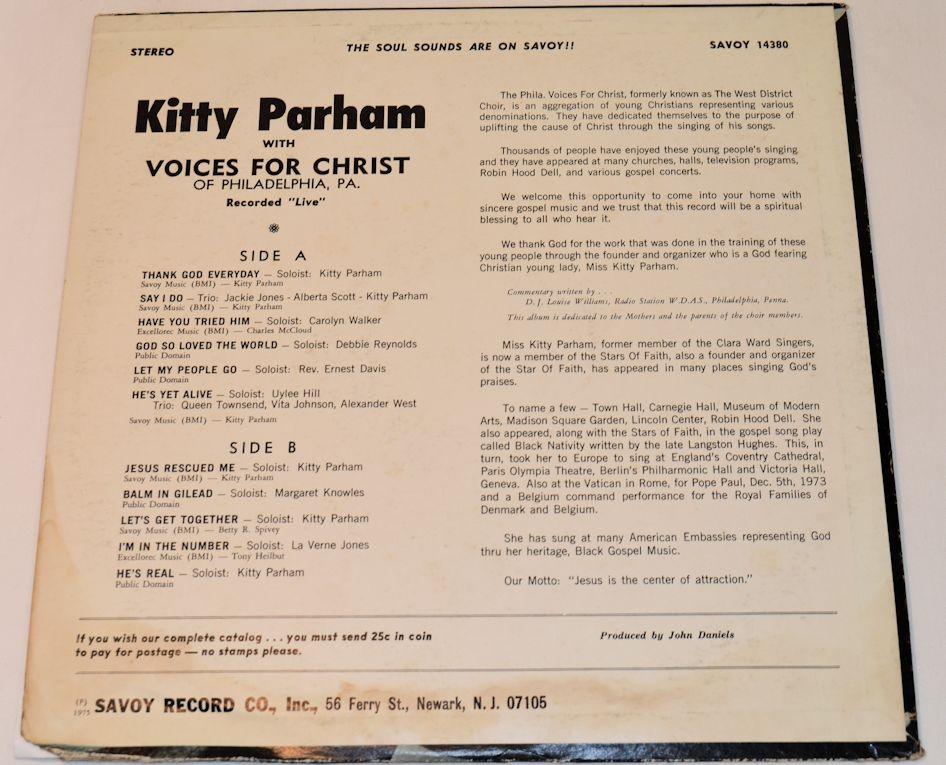 STEREO
THE SOUL SOUNDS ARE ON SAVOY!!
SAVOY 14380
Kitty Parham
WITH
VOICES FOR CHRIST
OF PHILADELPHIA, PA.
Recorded "Live"
SIDE A
THANK GOD EVERYDAY — Soloist: Kitty Parham
Savoy Music (BMI) — Kitty Parham
SAY I DO — Trio: Jackie Jones - Alberta Scott - Kitty Parham
Savoy Music (BMI) — Kitty Parham
HAVE YOU TRIED HIM — Soloist: Carolyn Walker
Excellorec Music (BMI) — Charles McCloud
GOD SO LOVED THE WORLD — Soloist: Debbie Reynolds
Public Domain
LET MY PEOPLE GO — Soloist: Rev. Ernest Davis
Public Domain
HE'S YET ALIVE — Soloist: Uylee Hill
Trio: Queen Townsend, Vita Johnson, Alexander West
Savoy Music (BMI) — Kitty Parham
SIDE B
JESUS RESCUED ME — Soloist: Kitty Parham
Savoy Music (BMI) — Kitty Parham
BALM IN GILEAD — Soloist: Margaret Knowles
Public Domain
LET'S GET TOGETHER — Soloist: Kitty Parham
Savoy Music (BMI) — Betty R. Spivey
I'M IN THE NUMBER — Soloist: La Verne Jones
Excellorec Music (BMI) — Tony Heilbut
HE'S REAL — Soloist: Kitty Parham
Public Domain
The Phila. Voices For Christ, formerly known as The West District
Choir, is an aggregation of young Christians representing various
denominations. They have dedicated themselves to the purpose of
uplifting the cause of Christ through the singing of his songs.
Thousands of people have enjoyed these young people's singing
and they have appeared at many churches, halls, television programs,
Robin Hood Dell, and various gospel concerts.
We welcome this opportunity to come into your home with
sincere gospel music and we trust that this record will be a spiritual
blessing to all who hear it.
We thank God for the work that was done in the training of these
young people through the founder and organizer who is a God fearing
Christian young lady, Miss Kitty Parham.
Commentary written by . . .
D. J. Louise Williams, Radio Station W.D.A.S., Philadelphia, Penna.
This album is dedicated to the Mothers and the parents of the choir members.
Miss Kitty Parham, former member of the Clara Ward Singers,
is now a member of the Stars Of Faith, also a founder and organizer
of the Star Of Faith, has appeared in many places singing God's
praises.
To name a few — Town Hall, Carnegie Hall, Museum of Modern
Arts, Madison Square Garden, Lincoln Center, Robin Hood Dell. She
also appeared, along with the Stars of Faith, in the gospel song play
called Black Nativity written by the late Langston Hughes. This, in
turn, took her to Europe to sing at England's Coventry Cathedral,
Paris Olympia Theatre, Berlin's Philharmonic Hall and Victoria Hall,
Geneva. Also at the Vatican in Rome, for Pope Paul, Dec. 5th, 1973
and a Belgium command performance for the Royal Families of
Denmark and Belgium.
She has sung at many American Embassies representing God
thru her heritage, Black Gospel Music.
Our Motto: "Jesus is the center of attraction."
If you wish our complete catalog . . . you must send 25c in coin
to pay for postage — no stamps please.
Produced by John Daniels
(P)
1975
SAVOY RECORD CO., Inc., 56 Ferry St., Newark, N. J. 07105